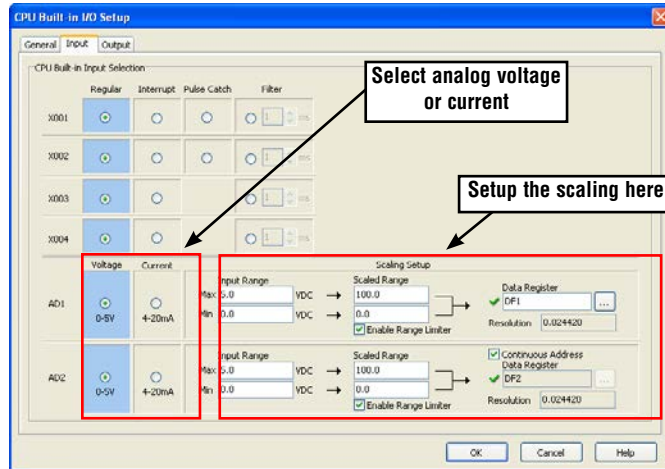 CPU Built-in I/O Setup
General Input Output
CPU Built-in Input Selection
Select analog voltage
or current
Regular Interrupt Pulse Catch Filter
X001 1 ms
X002 1 ms
Setup the scaling here
X003 1 ms
X004 1 ms
Voltage Current Scaling Setup
Input Range Scaled Range
Data Register
Max 5.0 VDC → 100.0
DF1 ...
AD1
Min 0.0 VDC → 0.0
0-5V 4-20mA
Enable Range Limiter
Resolution 0.024420
Input Range Scaled Range
Continuous Address
Data Register
Max 5.0 VDC → 100.0
DF2 ...
AD2
Min 0.0 VDC → 0.0
0-5V 4-20mA
Enable Range Limiter
Resolution 0.024420
OK Cancel Help